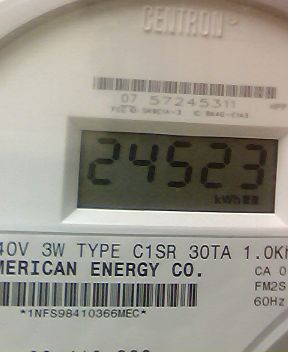 CENTRON
07 57245311
24523
kWh
40V 3W TYPE C1SR 30TA 1.0K
MERICAN ENERGY CO.
CA 0
FM2S
60Hz
*1NFS98410366MEC*